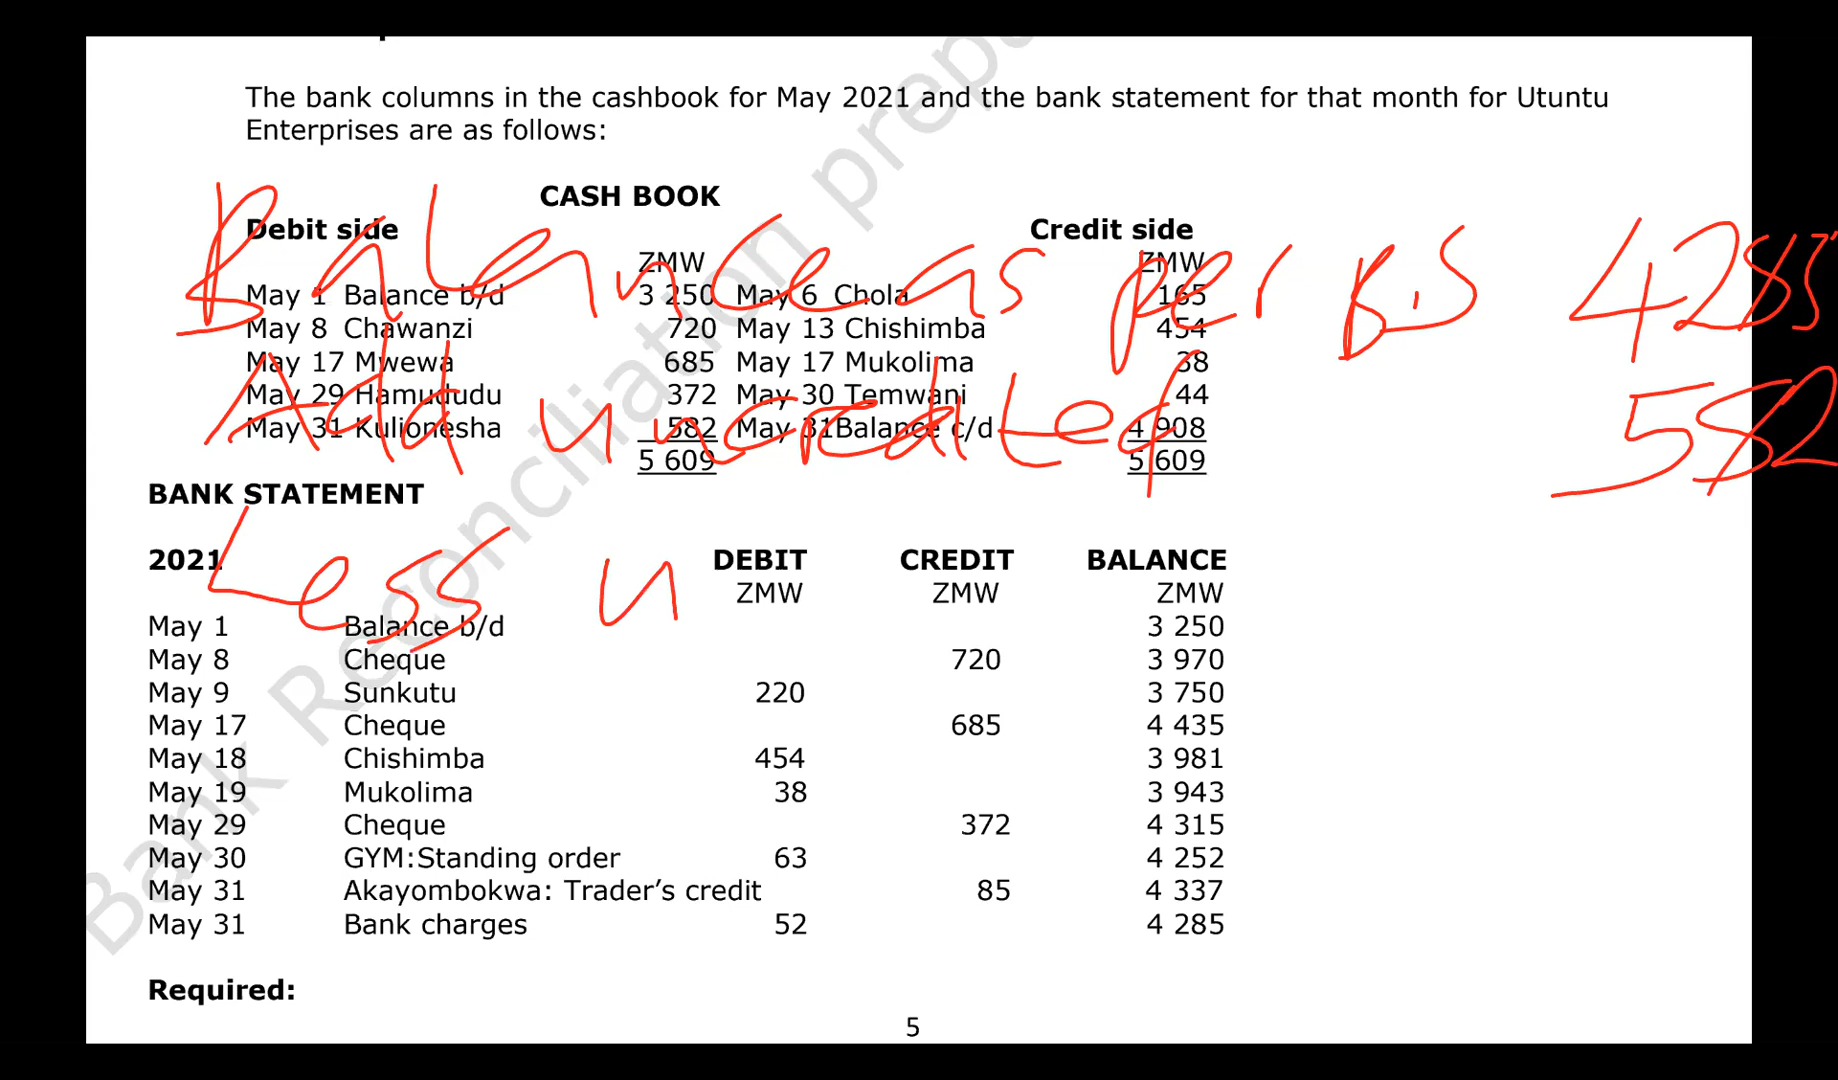 The bank columns in the cashbook for May 2021 and the bank statement for that month for Utuntu
Enterprises are as follows:
CASH BOOK
Debit side Credit side
ZMW ZMW
May 1 Balance b/d 3 250 May 6 Chola 165
May 8 Chawanzi 720 May 13 Chishimba 454
May 17 Mwewa 685 May 17 Mukolima 38
May 29 Hamududu 372 May 30 Temwani 44
May 31 Kulionesha 582 May 31Balance c/d 4 908
5 609 5 609
Balance as per B.S 4285
Add uncredited 582
Less u
BANK STATEMENT
2021 DEBIT CREDIT BALANCE
ZMW ZMW ZMW
May 1 Balance b/d 3 250
May 8 Cheque 720 3 970
May 9 Sunkutu 220 3 750
May 17 Cheque 685 4 435
May 18 Chishimba 454 3 981
May 19 Mukolima 38 3 943
May 29 Cheque 372 4 315
May 30 GYM:Standing order 63 4 252
May 31 Akayombokwa: Trader’s credit 85 4 337
May 31 Bank charges 52 4 285
Required:
5
Bank Reconciliation prepa